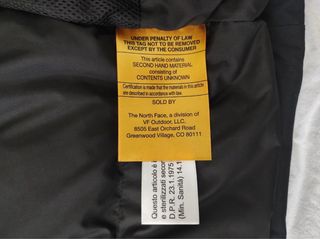 UNDER PENALTY OF LAW
THIS TAG NOT TO BE REMOVED
EXCEPT BY THE CONSUMER
This article contains
SECOND HAND MATERIAL
consisting of
CONTENTS UNKNOWN
Certification is made that the materials in this article
are described in accordance with law.
SOLD BY
The North Face, a division of
VF Outdoor, LLC.
8505 East Orchard Road
Greenwood Village, CO 80111
Questo articolo è
e sterilizzati seco
D.P.R. 23.1.1975
(Min. Sanità) 14.1